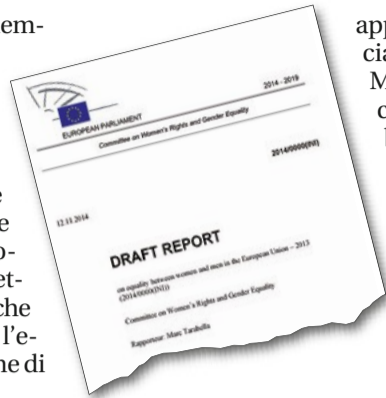 em-
app
cia
M
c
l
EUROPEAN PARLIAMENT
2014 - 2019
Committee on Women's Rights and Gender Equality
2014/0000(INI)
12.11.2014
DRAFT REPORT
on equality between women and men in the European Union – 2013
(2014/0000(INI))
Committee on Women's Rights and Gender Equality
Rapporteur: Marc Tarabella
e
e
o-
et-
che
l'e-
ne di